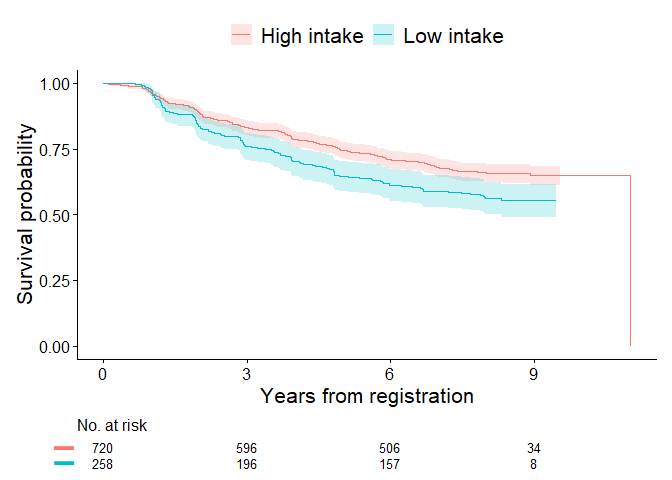 High intake Low intake
1.00
0.75
0.50
0.25
0.00
Survival probability
0 3 6 9
Years from registration
No. at risk
720 596 506 34
258 196 157 8